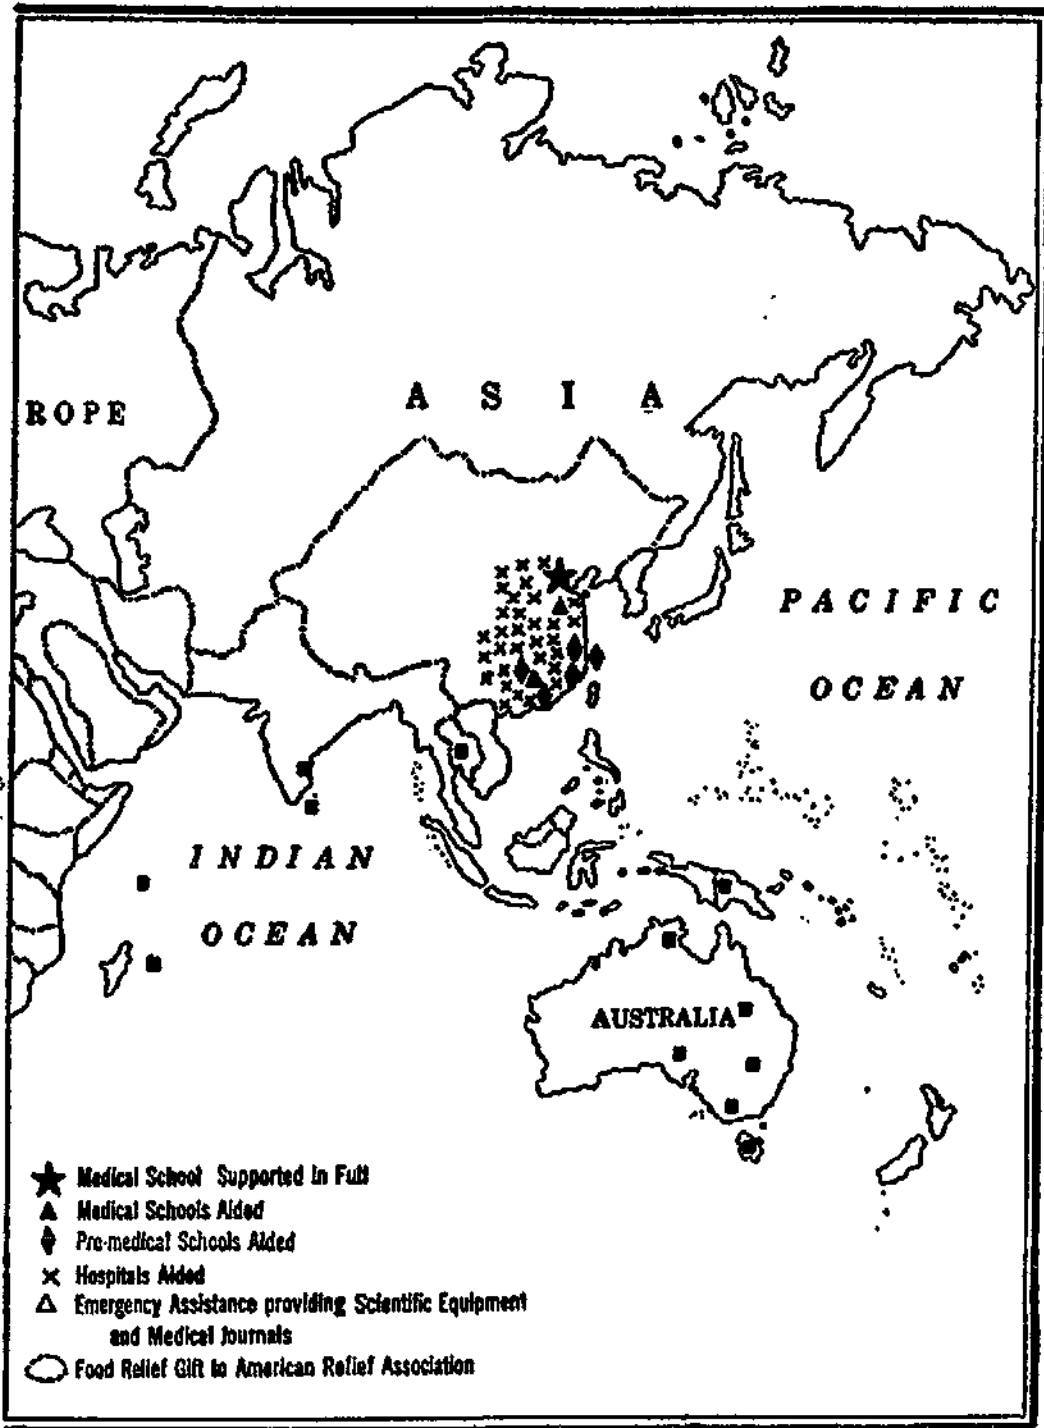 ROPE
ASIA
PACIFIC
OCEAN
INDIAN
OCEAN
AUSTRALIA
Medical School Supported in Full
Medical Schools Aided
Pre-medical Schools Aided
Hospitals Aided
Emergency Assistance providing Scientific Equipment
and Medical Journals
Food Relief Gift to American Relief Association